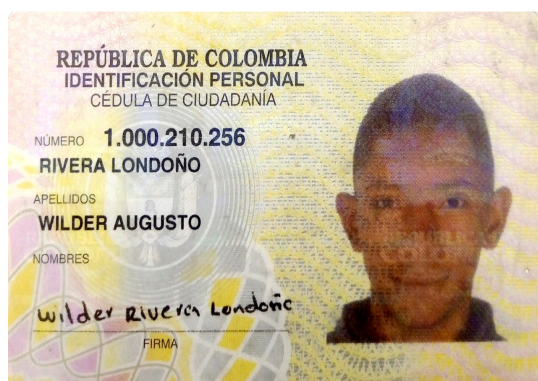 REPÚBLICA DE COLOMBIA
IDENTIFICACIÓN PERSONAL
CÉDULA DE CIUDADANÍA
NÚMERO 1.000.210.256
RIVERA LONDOÑO
APELLIDOS
WILDER AUGUSTO
NOMBRES
Wilder Rivera Londoño
FIRMA